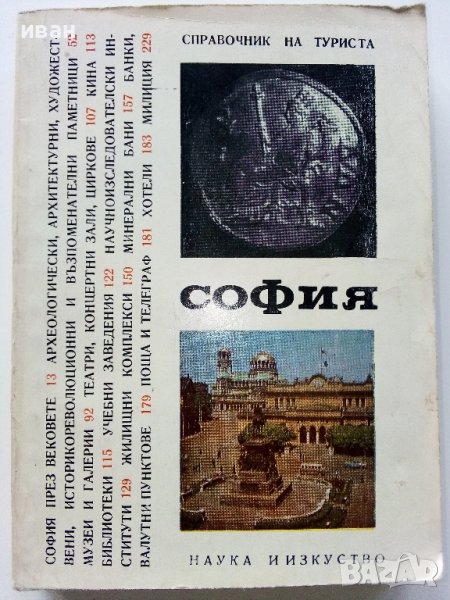 иван
СПРАВОЧНИК НА ТУРИСТА
СОФИЯ
НАУКА И ИЗКУСТВО
СОФИЯ ПРЕЗ ВЕКОВЕТЕ 13 АРХЕОЛОГИЧЕСКИ, АРХИТЕКТУРНИ, ХУДОЖЕСТ-
ВЕНИ, ИСТОРИКОРЕВОЛЮЦИОННИ И ВЪЗПОМЕНАТЕЛНИ ПАМЕТНИЦИ 52
МУЗЕИ И ГАЛЕРИИ 92 ТЕАТРИ, КОНЦЕРТНИ ЗАЛИ, ЦИРКОВЕ 107 КИНА 113
БИБЛИОТЕКИ 115 УЧЕБНИ ЗАВЕДЕНИЯ 122 НАУЧНОИЗСЛЕДОВАТЕЛСКИ ИН-
СТИТУТИ 129 ЖИЛИЩНИ КОМПЛЕКСИ 150 МИНЕРАЛНИ БАНИ 157 БАНКИ,
ВАЛУТНИ ПУНКТОВЕ 179 ПОЩА И ТЕЛЕГРАФ 181 ХОТЕЛИ 183 МИЛИЦИЯ 229
BAZAR